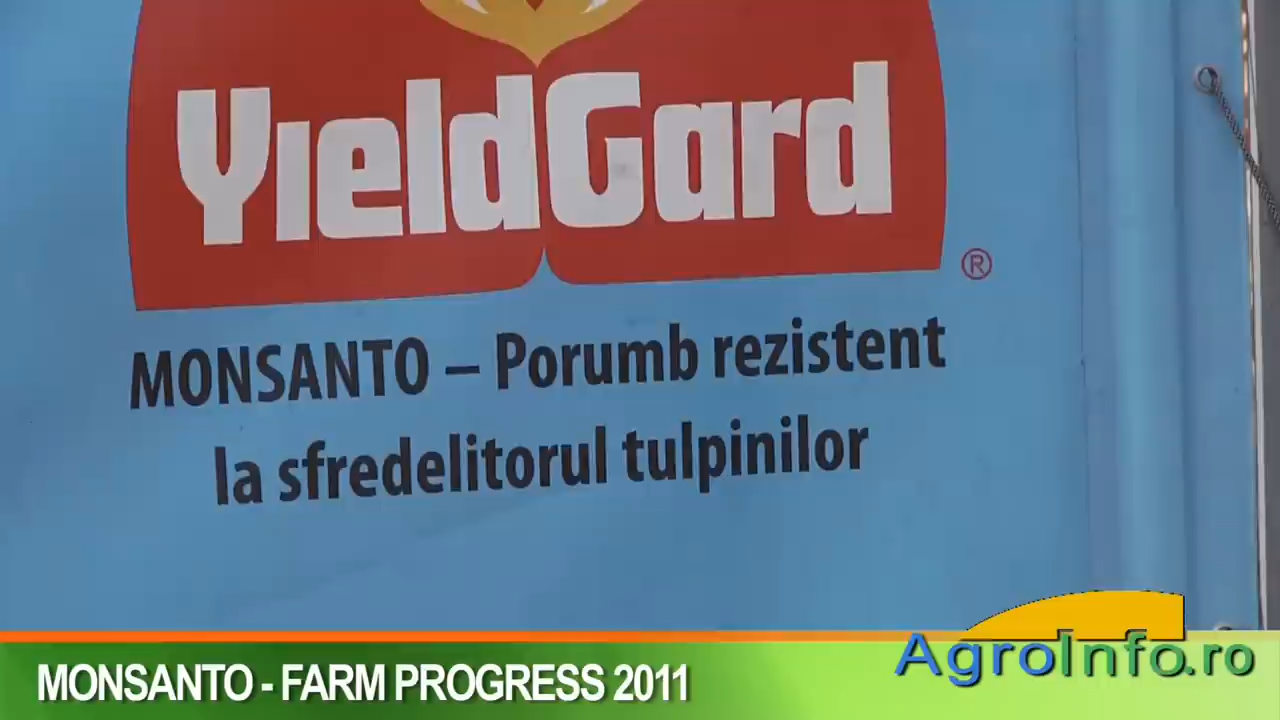 YieldGard
®
MONSANTO – Porumb rezistent
la sfredelitorul tulpinilor
MONSANTO - FARM PROGRESS 2011
AgroInfo.ro